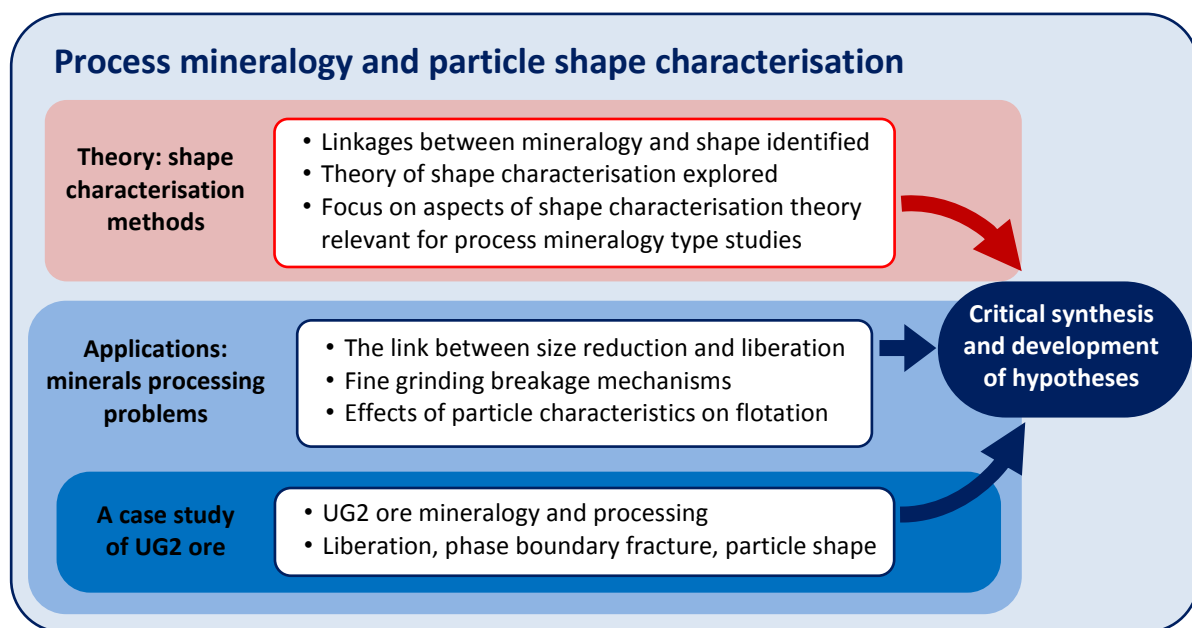 Process mineralogy and particle shape characterisation
Theory: shape
characterisation
methods
• Linkages between mineralogy and shape identified
• Theory of shape characterisation explored
• Focus on aspects of shape characterisation theory
relevant for process mineralogy type studies
Applications:
minerals processing
problems
• The link between size reduction and liberation
• Fine grinding breakage mechanisms
• Effects of particle characteristics on flotation
A case study
of UG2 ore
• UG2 ore mineralogy and processing
• Liberation, phase boundary fracture, particle shape
Critical synthesis
and development
of hypotheses